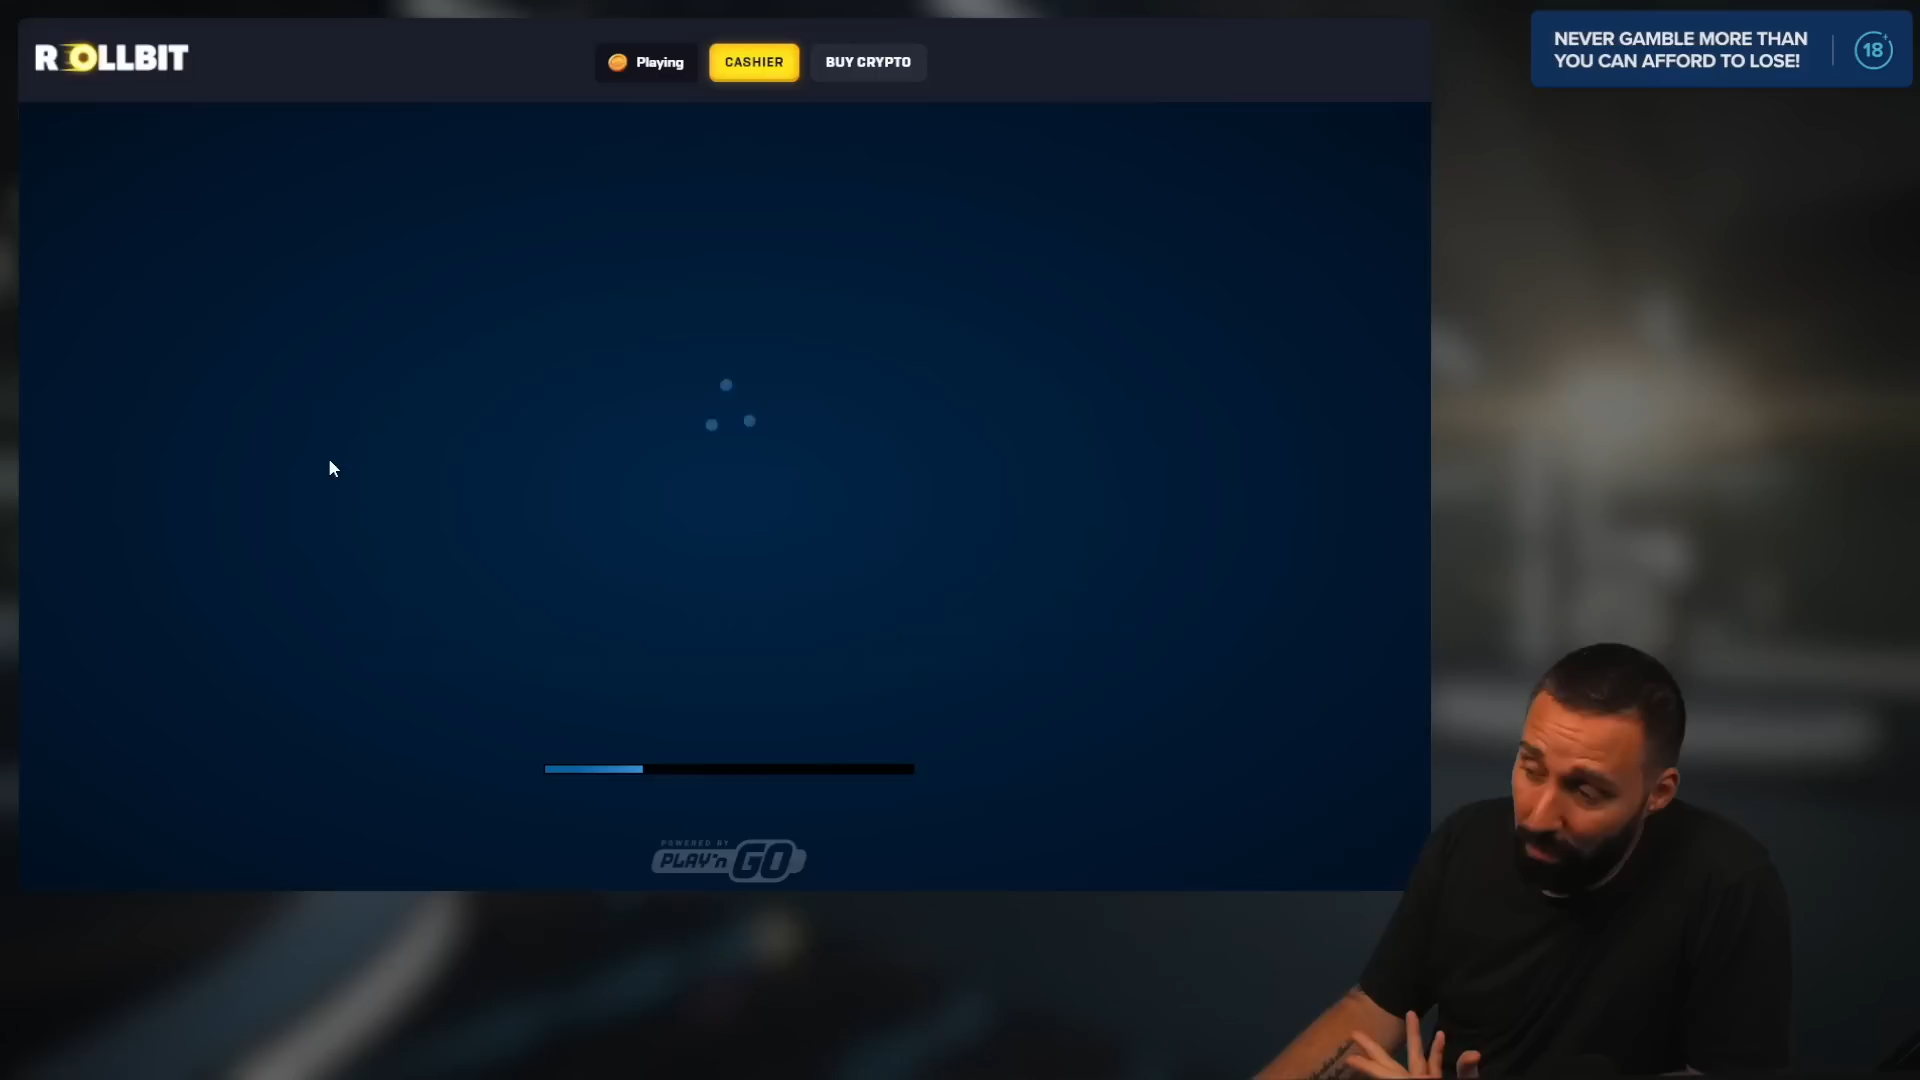 ROLLBIT
Playing
CASHIER
BUY CRYPTO
NEVER GAMBLE MORE THAN
YOU CAN AFFORD TO LOSE!
18+
POWERED BY
PLAY'n GO